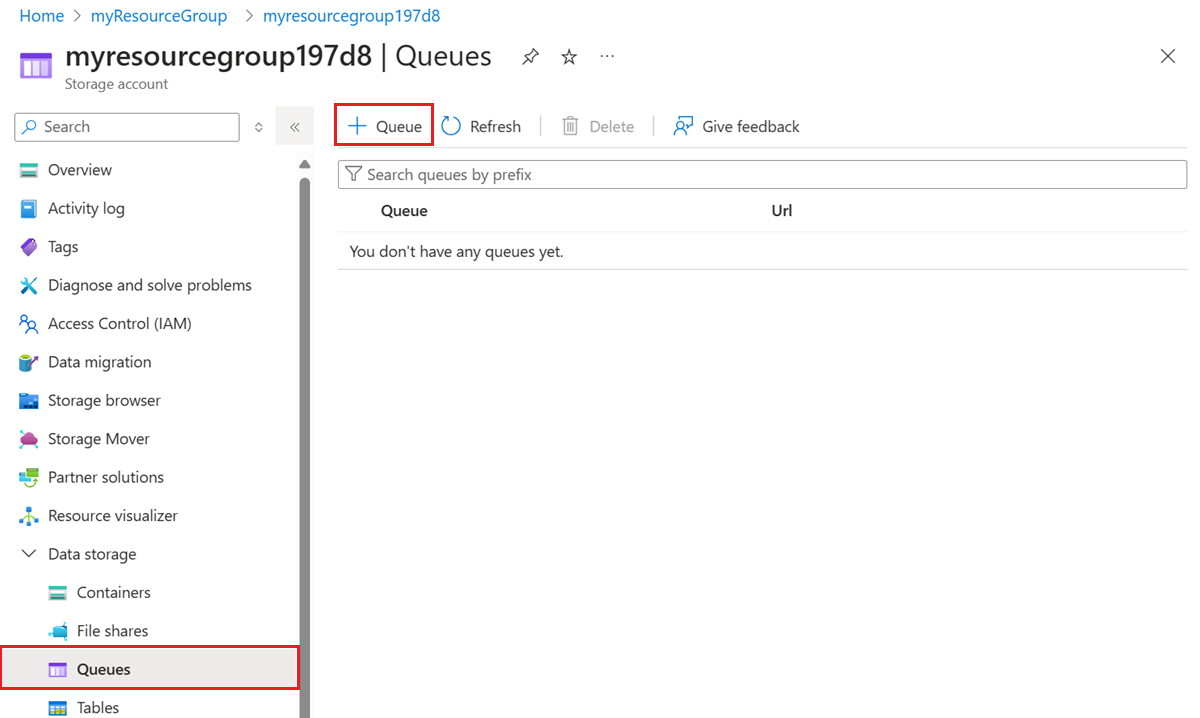 Home > myResourceGroup > myresourcegroup197d8
myresourcegroup197d8 | Queues
Storage account
Search
Queue Refresh Delete Give feedback
Search queues by prefix
Queue Url
You don't have any queues yet.
Overview
Activity log
Tags
Diagnose and solve problems
Access Control (IAM)
Data migration
Storage browser
Storage Mover
Partner solutions
Resource visualizer
Data storage
Containers
File shares
Queues
Tables